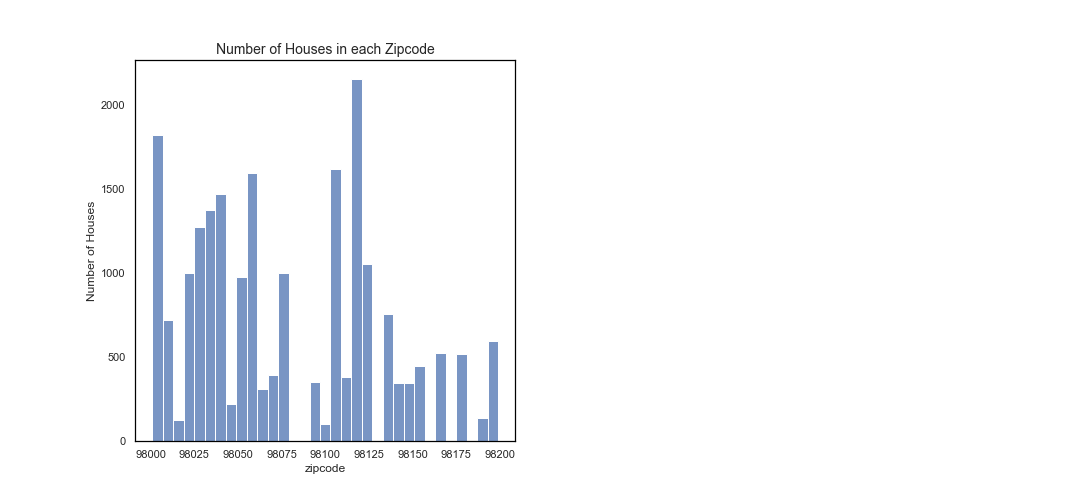 Number of Houses in each Zipcode
Number of Houses
2000
1500
1000
500
0
98000 98025 98050 98075 98100 98125 98150 98175 98200
zipcode